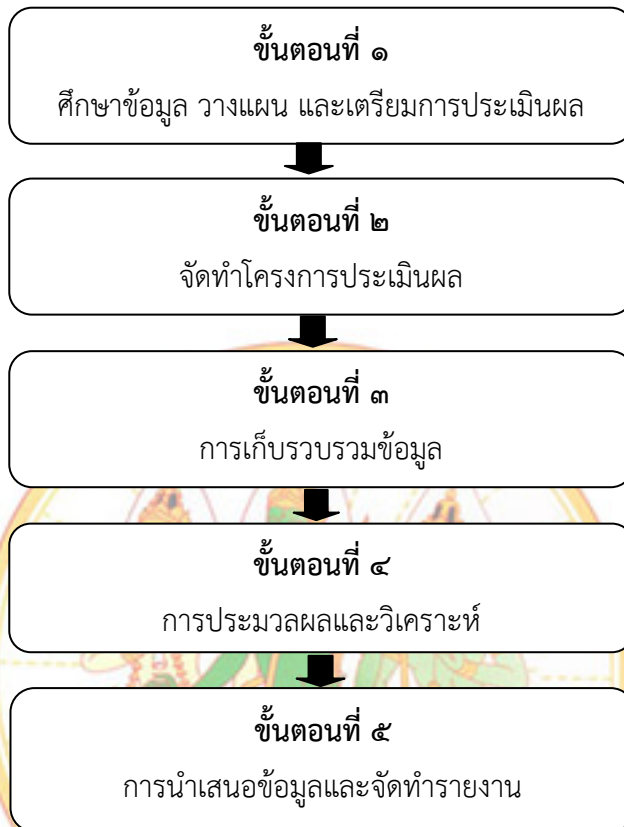 ขั้นตอนที่ ๑
ศึกษาข้อมูล วางแผน และเตรียมการประเมินผล
ขั้นตอนที่ ๒
จัดทำโครงการประเมินผล
ขั้นตอนที่ ๓
การเก็บรวบรวมข้อมูล
ขั้นตอนที่ ๔
การประมวลผลและวิเคราะห์
ขั้นตอนที่ ๕
การนำเสนอข้อมูลและจัดทำรายงาน